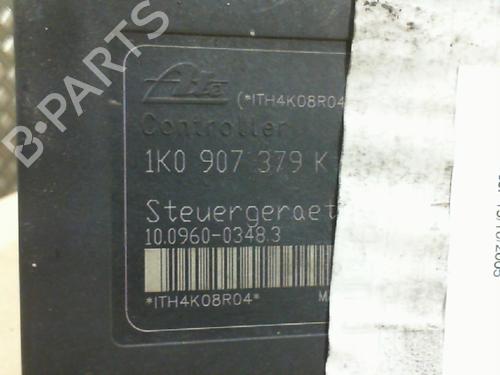 Ate
(*ITH4K08R04
Controller
1K0 907 379 K
Steuergeraet
10.0960-0348.3
*ITH4K08R04*
B-PARTS